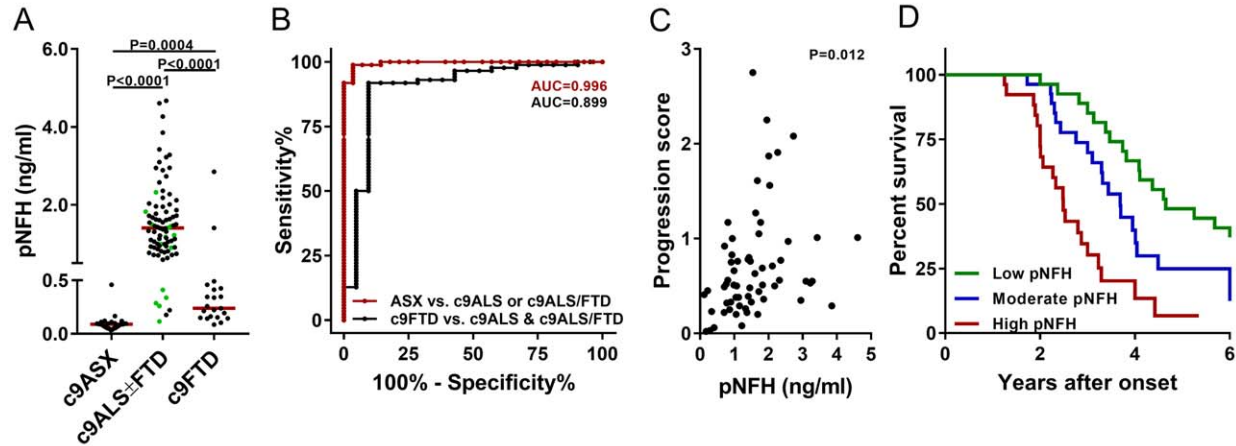 A
pNFH (ng/ml)
6.0
4.0
2.0
0.5
0.0
P=0.0004
P<0.0001
P<0.0001
c9ASX
c9ALS±FTD
c9FTD
B
Sensitivity%
100
75
50
25
0
AUC=0.996
AUC=0.899
ASX vs. c9ALS or c9ALS/FTD
c9FTD vs. c9ALS & c9ALS/FTD
0
25
50
75
100
100% - Specificity%
C
Progression score
3
2
1
0
P=0.012
0
1
2
3
4
5
pNFH (ng/ml)
D
Percent survival
100
75
50
25
0
Low pNFH
Moderate pNFH
High pNFH
0
2
4
6
Years after onset